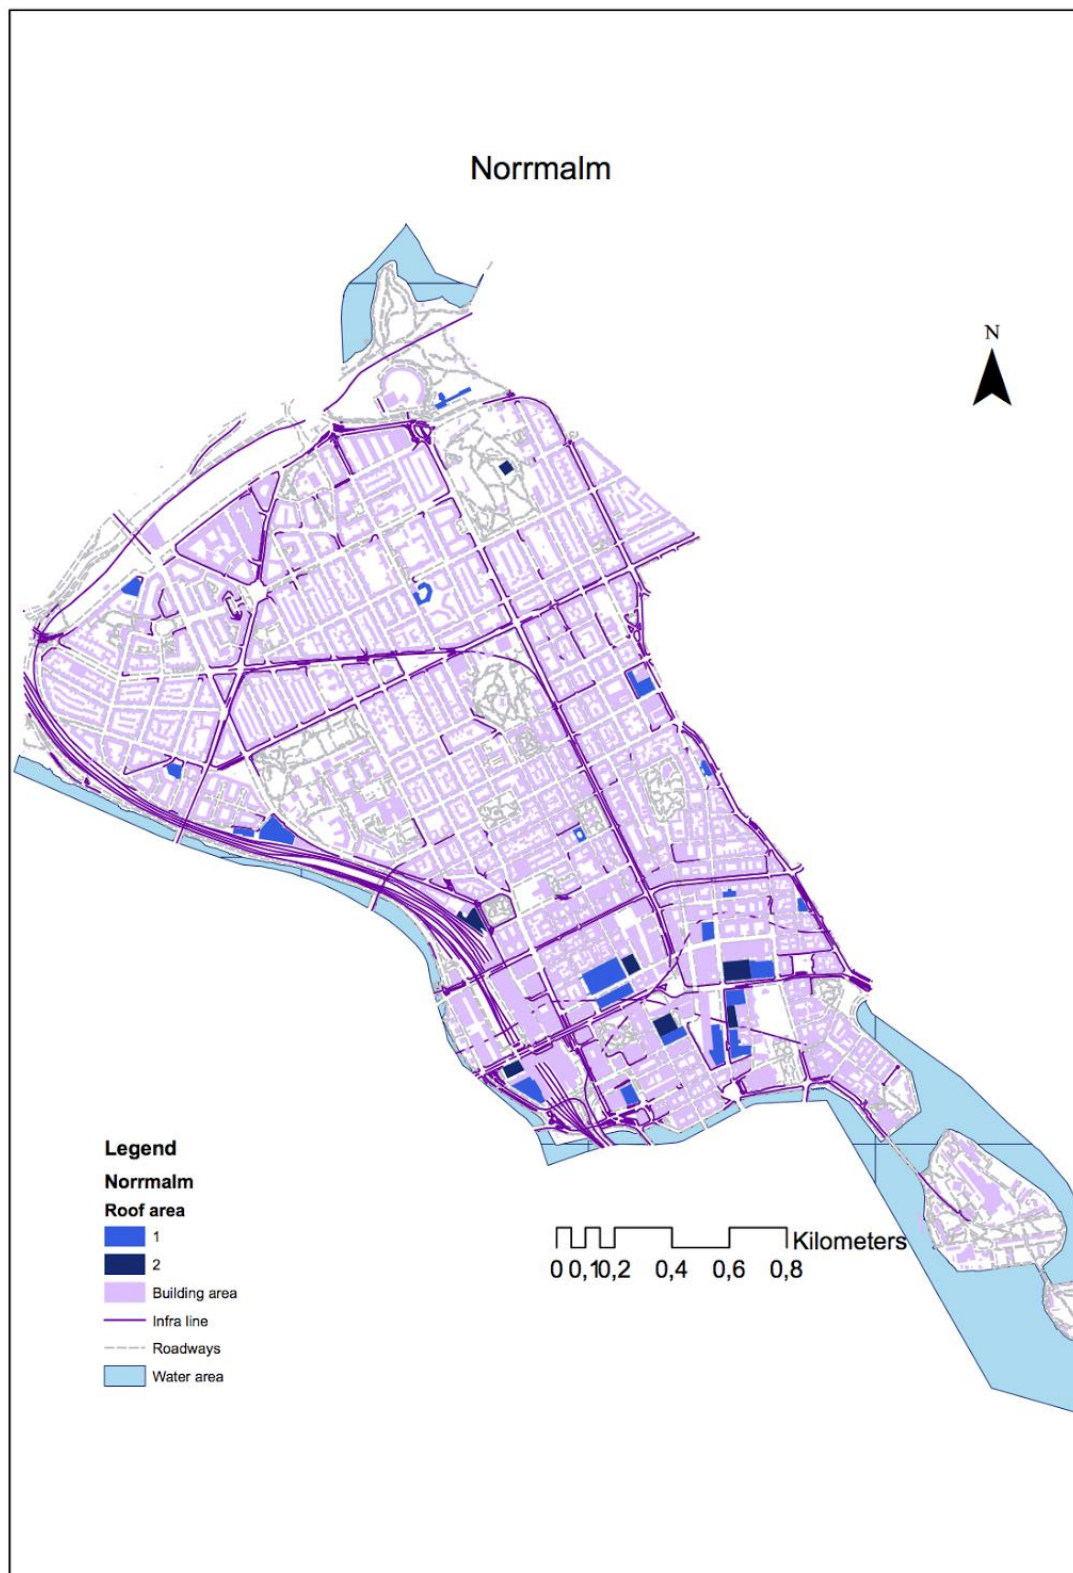 Norrmalm
N
Legend
Norrmalm
Roof area
1
2
Building area
Infra line
Roadways
Water area
Kilometers
0 0,10,2 0,4 0,6 0,8